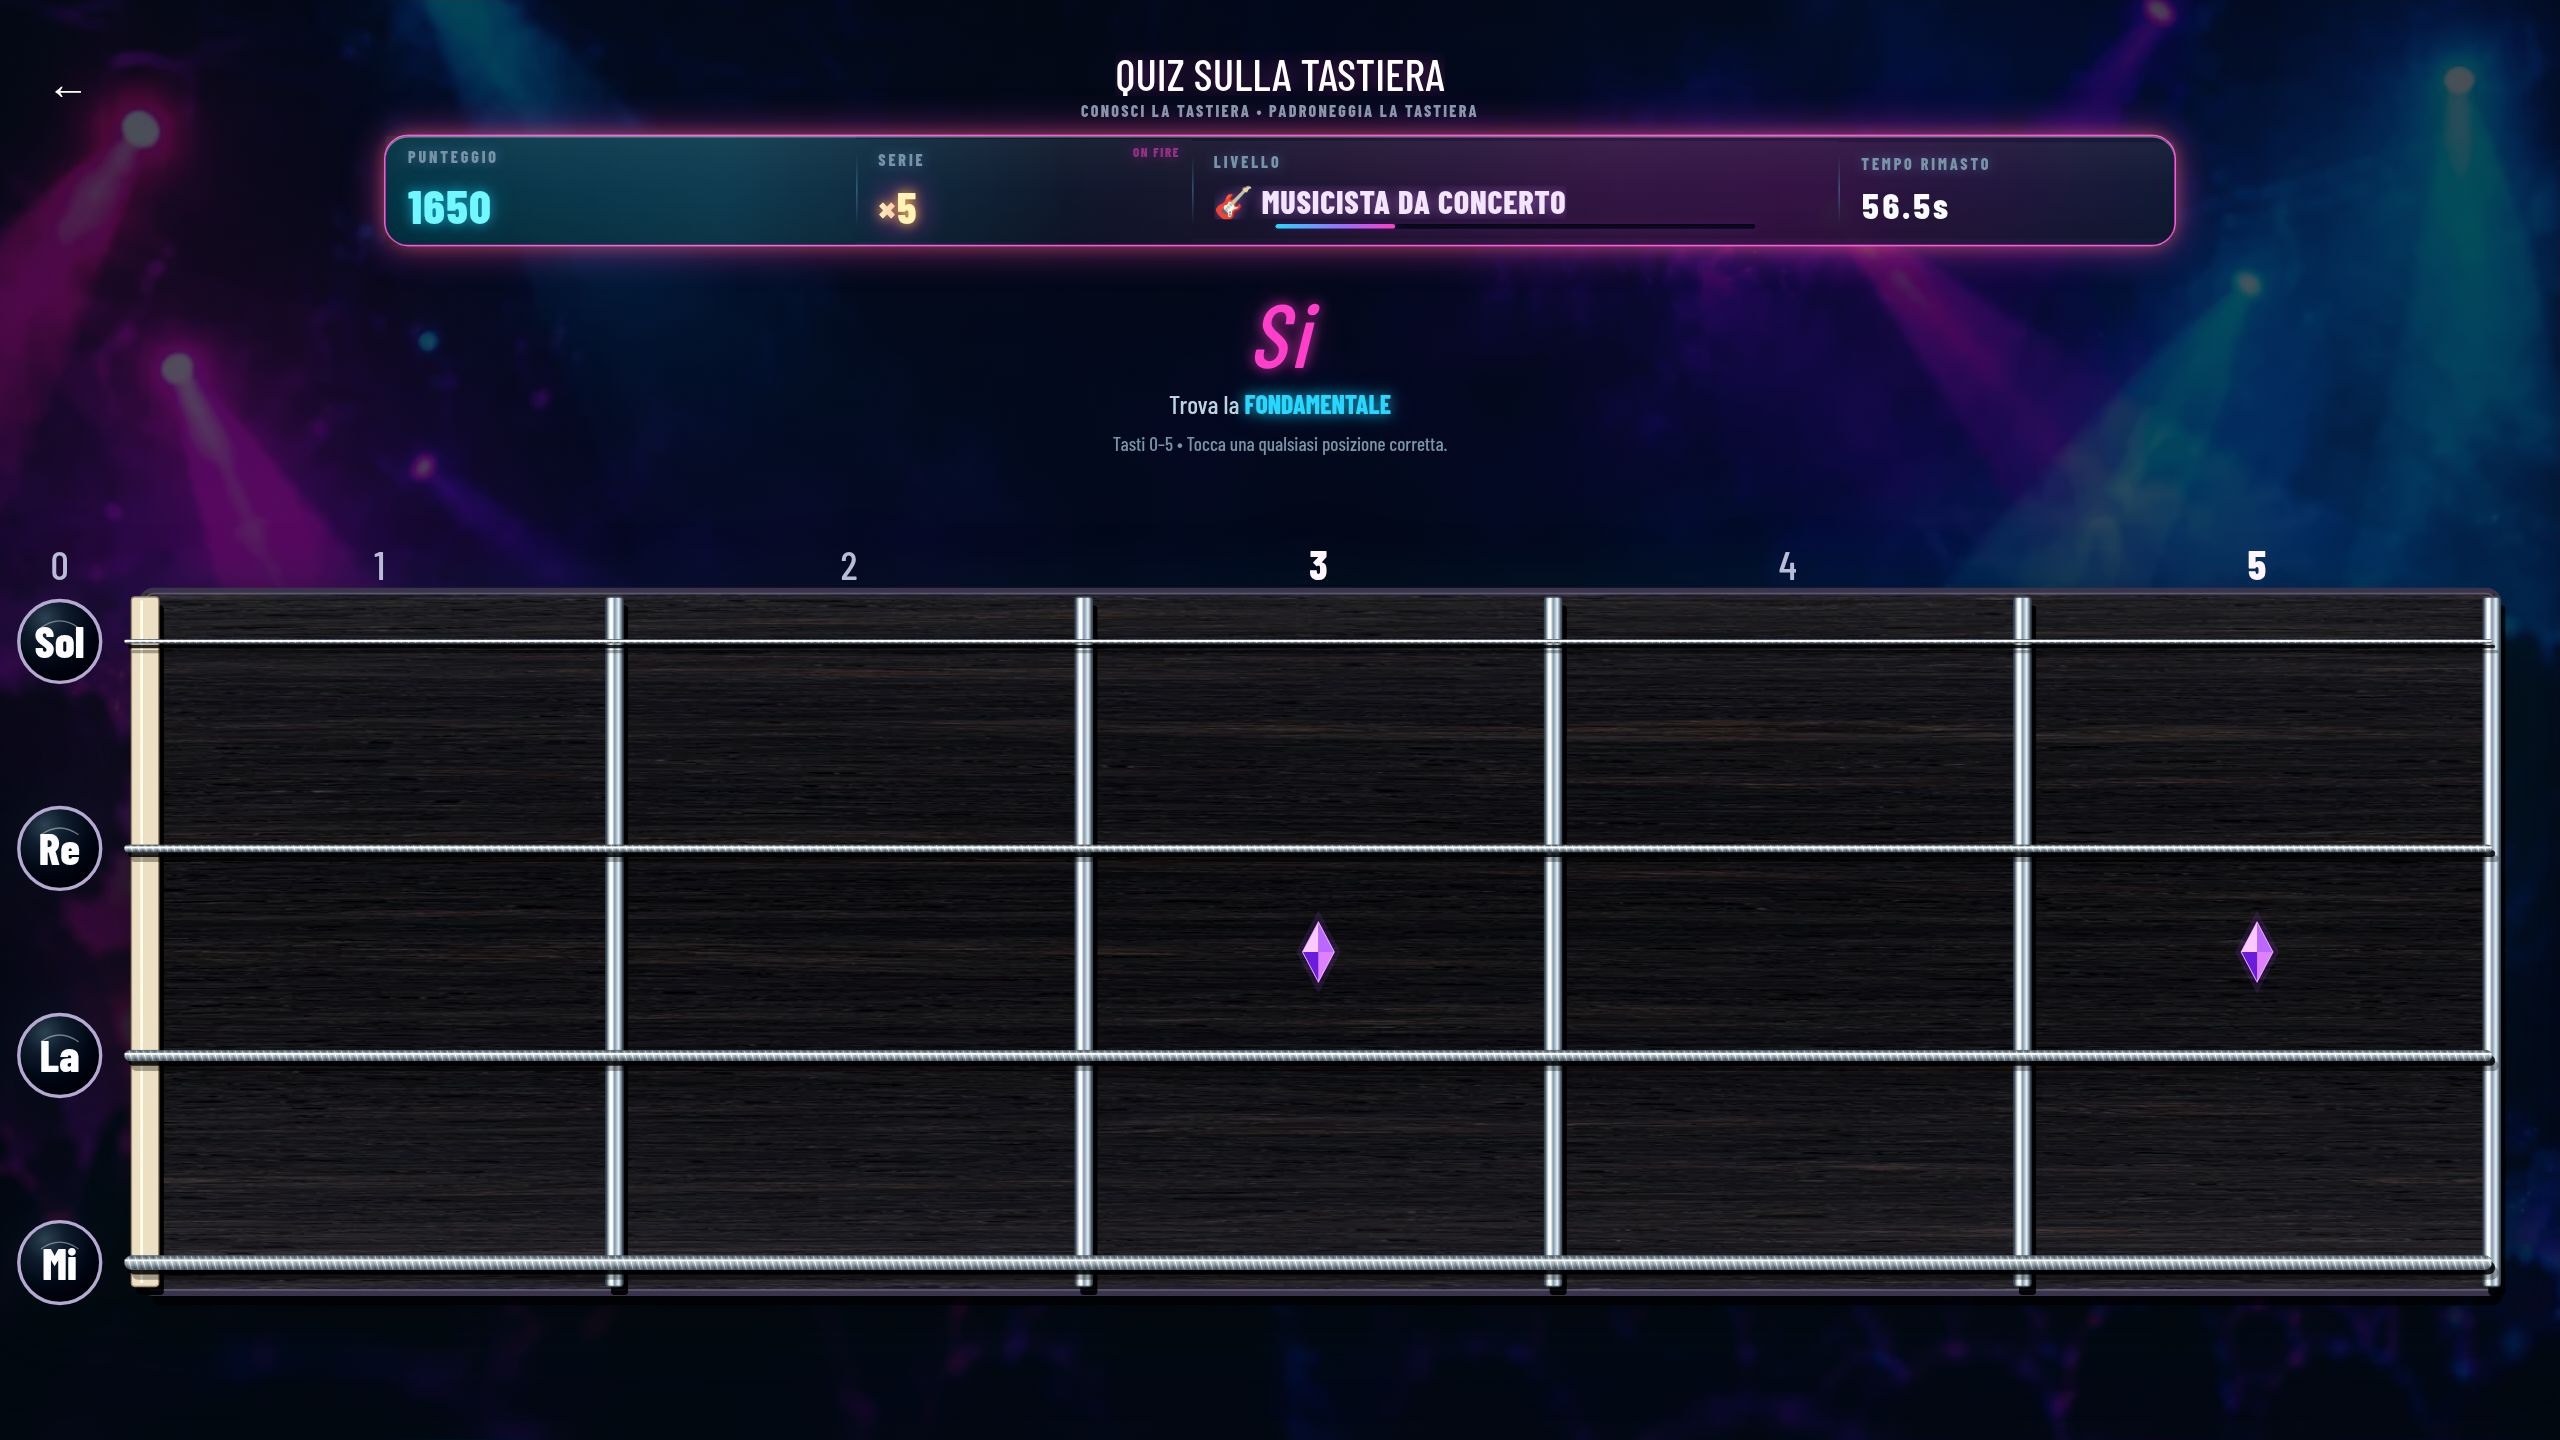 ←
QUIZ SULLA TASTIERA
CONOSCI LA TASTIERA • PADRONEGGIA LA TASTIERA
PUNTEGGIO
1650
SERIE
ON FIRE
×5
LIVELLO
MUSICISTA DA CONCERTO
TEMPO RIMASTO
56.5s
Si
Trova la FONDAMENTALE
Tasti 0–5 • Tocca una qualsiasi posizione corretta.
0 1 2 3 4 5
Sol
Re
La
Mi